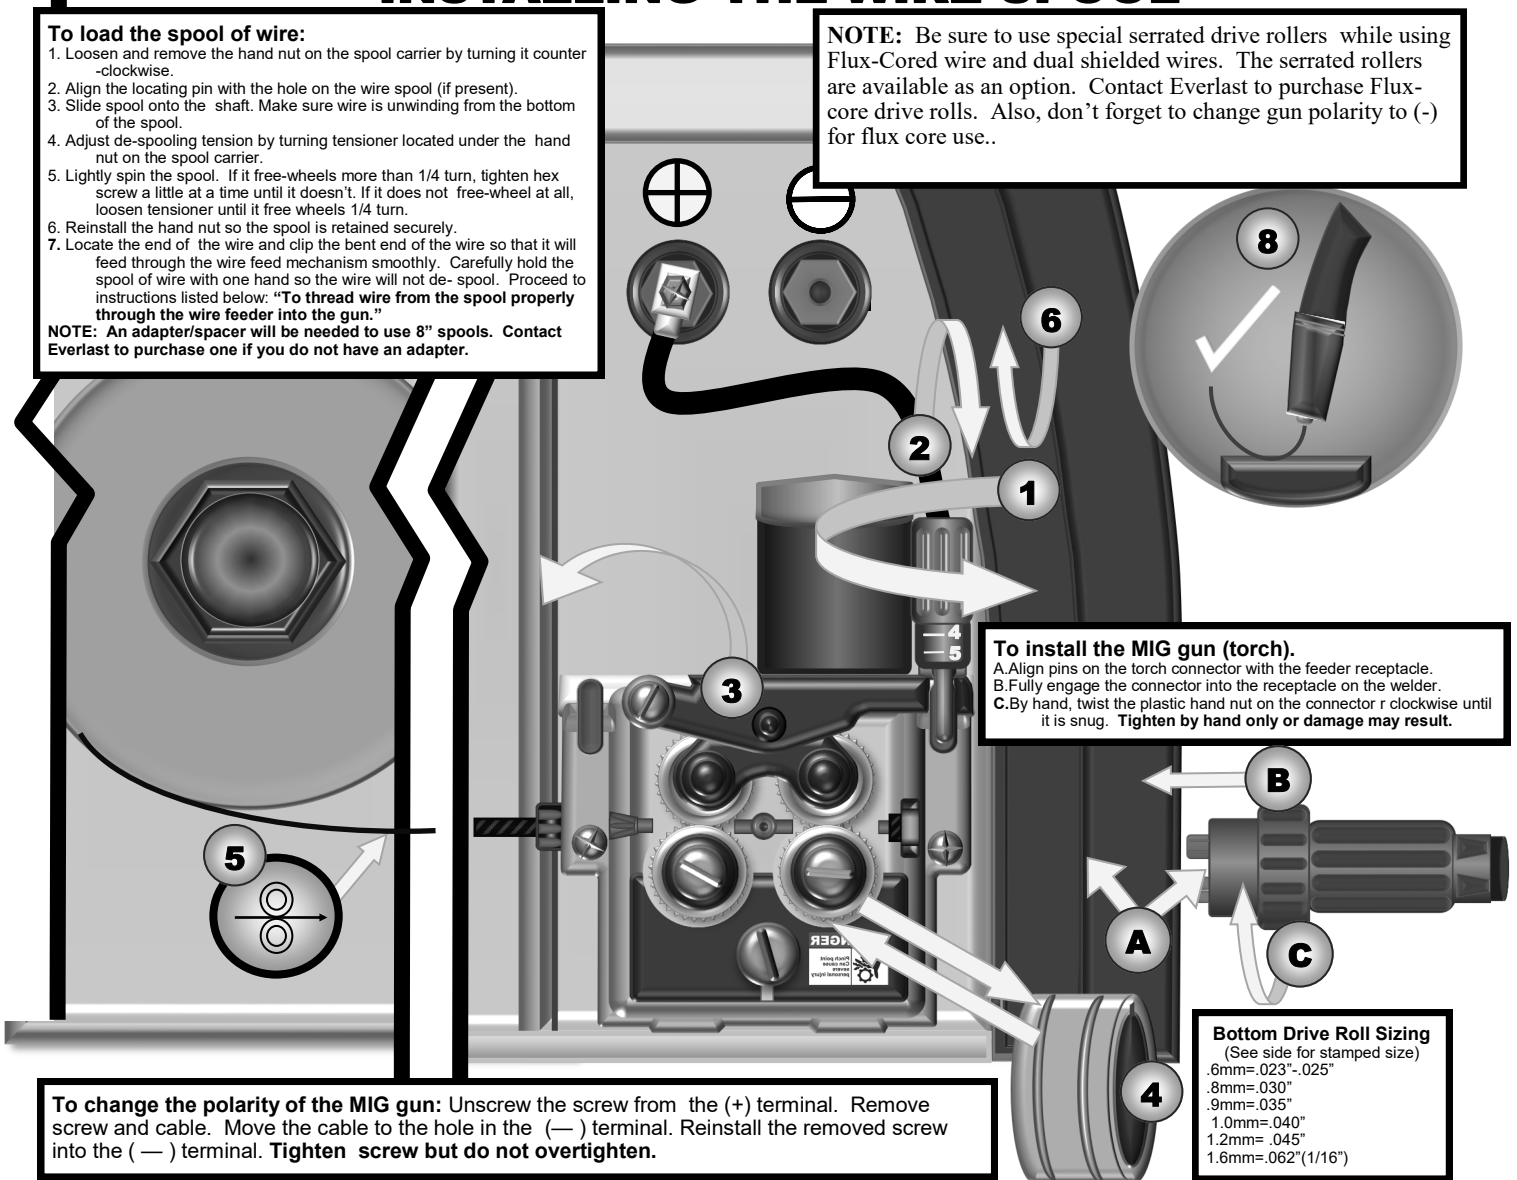 INSTALLING THE WIRE SPOOL
To load the spool of wire:
1. Loosen and remove the hand nut on the spool carrier by turning it counter
-clockwise.
2. Align the locating pin with the hole on the wire spool (if present).
3. Slide spool onto the  shaft. Make sure wire is unwinding from the bottom
of the spool.
4. Adjust de-spooling tension by turning tensioner located under the  hand
nut on the spool carrier.
5. Lightly spin the spool.  If it free-wheels more than 1/4 turn, tighten hex
screw a little at a time until it doesn't. If it does not  free-wheel at all,
loosen tensioner until it free wheels 1/4 turn.
6. Reinstall the hand nut so the spool is retained securely.
7. Locate the end of  the wire and clip the bent end of the wire so that it will
feed through the wire feed mechanism smoothly.  Carefully hold the
spool of wire with one hand so the wire will not de- spool.  Proceed to
instructions listed below: “To thread wire from the spool properly
through the wire feeder into the gun.”
NOTE:  An adapter/spacer will be needed to use 8” spools.  Contact
Everlast to purchase one if you do not have an adapter.
NOTE:  Be sure to use special serrated drive rollers  while using
Flux-Cored wire and dual shielded wires.  The serrated rollers
are available as an option.  Contact Everlast to purchase Flux-
core drive rolls.  Also, don’t forget to change gun polarity to (-)
for flux core use..
8
6
2
1
4
5
3
To install the MIG gun (torch).
A.Align pins on the torch connector with the feeder receptacle.
B.Fully engage the connector into the receptacle on the welder.
C.By hand, twist the plastic hand nut on the connector r clockwise until
it is snug.  Tighten by hand only or damage may result.
B
5
A
C
NGER
Pinch point
Can cause
severe
personal injury
4
Bottom Drive Roll Sizing
(See side for stamped size)
.6mm=.023”-.025”
.8mm=.030”
.9mm=.035”
1.0mm=.040”
1.2mm= .045”
1.6mm=.062”(1/16”)
To change the polarity of the MIG gun: Unscrew the screw from  the (+) terminal.  Remove
screw and cable.  Move the cable to the hole in the  (— ) terminal. Reinstall the removed screw
into the ( — ) terminal. Tighten  screw but do not overtighten.